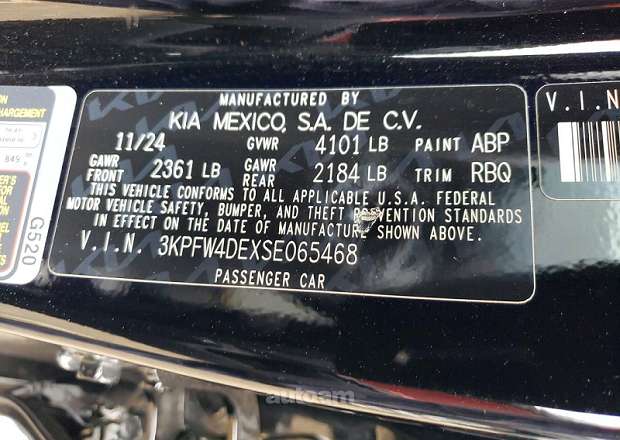 MANUFACTURED BY
KIA MEXICO, S.A. DE C.V.
11/24 GVWR 4101 LB PAINT ABP
GAWR FRONT 2361 LB GAWR REAR 2184 LB TRIM RBQ
THIS VEHICLE CONFORMS TO ALL APPLICABLE U.S.A. FEDERAL
MOTOR VEHICLE SAFETY, BUMPER, AND THEFT PREVENTION STANDARDS
IN EFFECT ON THE DATE OF MANUFACTURE SHOWN ABOVE.
V.I.N. 3KPFW4DEXSE065468
PASSENGER CAR
G520
V.I.N
autoam